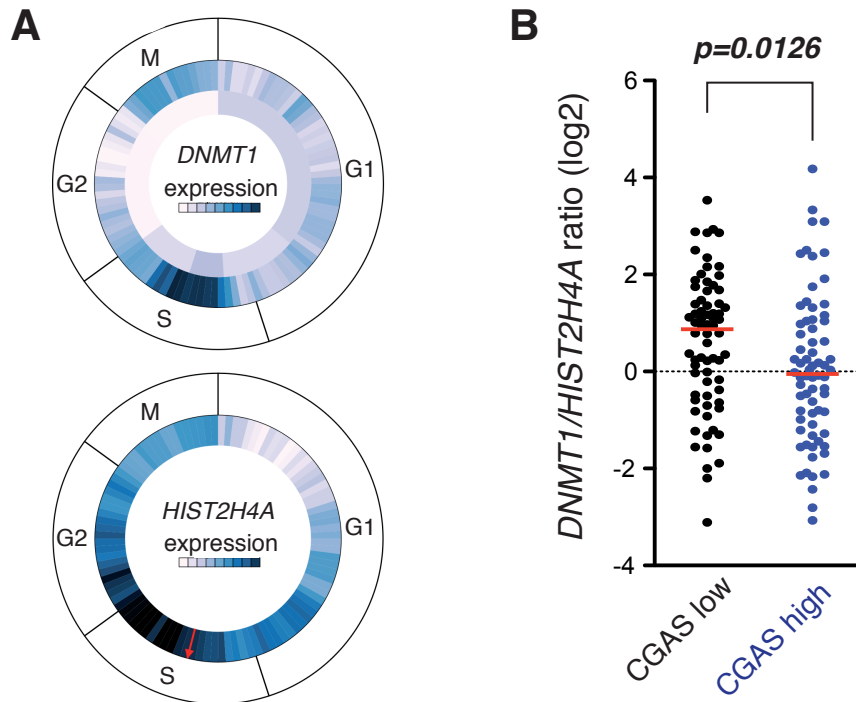 A
M
G1
G2
S
DNMT1
expression
M
G1
G2
S
HIST2H4A
expression
B
p=0.0126
DNMT1/HIST2H4A ratio (log2)
6
4
2
0
-2
-4
CGAS low
CGAS high